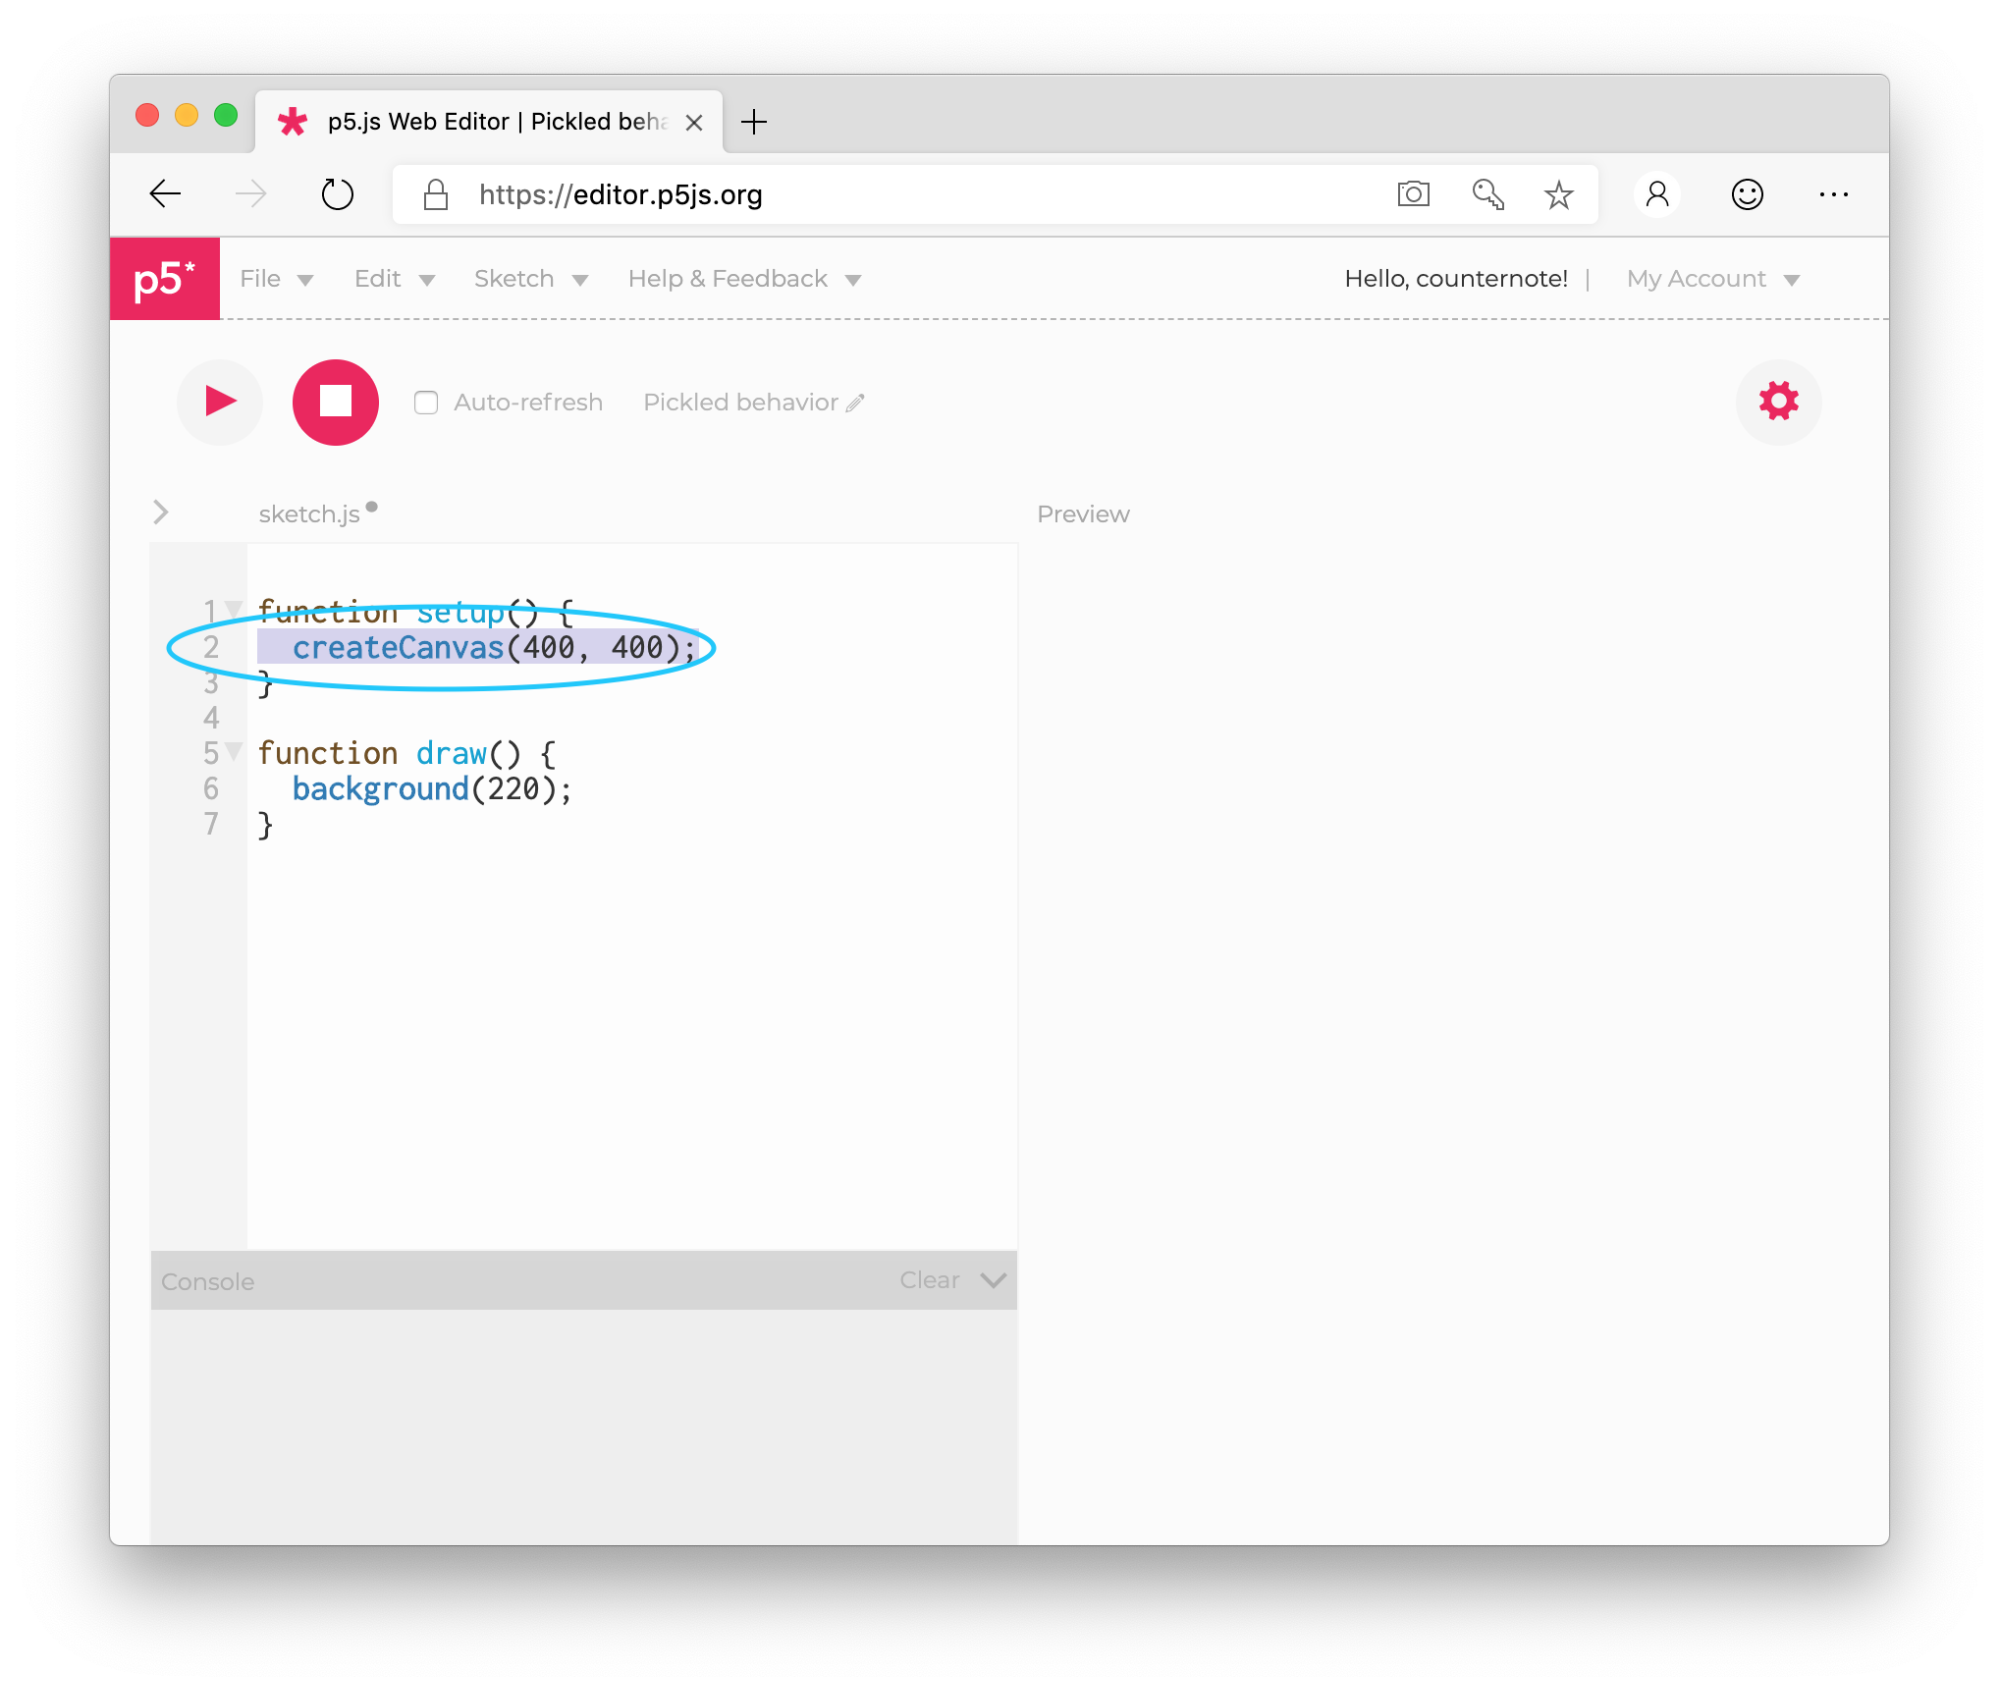 p5.js Web Editor | Pickled beha
https://editor.p5js.org
p5* File Edit Sketch Help & Feedback Hello, counternote! | My Account
Auto-refresh Pickled behavior
sketch.js Preview
1 function setup() {
2 createCanvas(400, 400);
3 }
4
5 function draw() {
6 background(220);
7 }
Console Clear